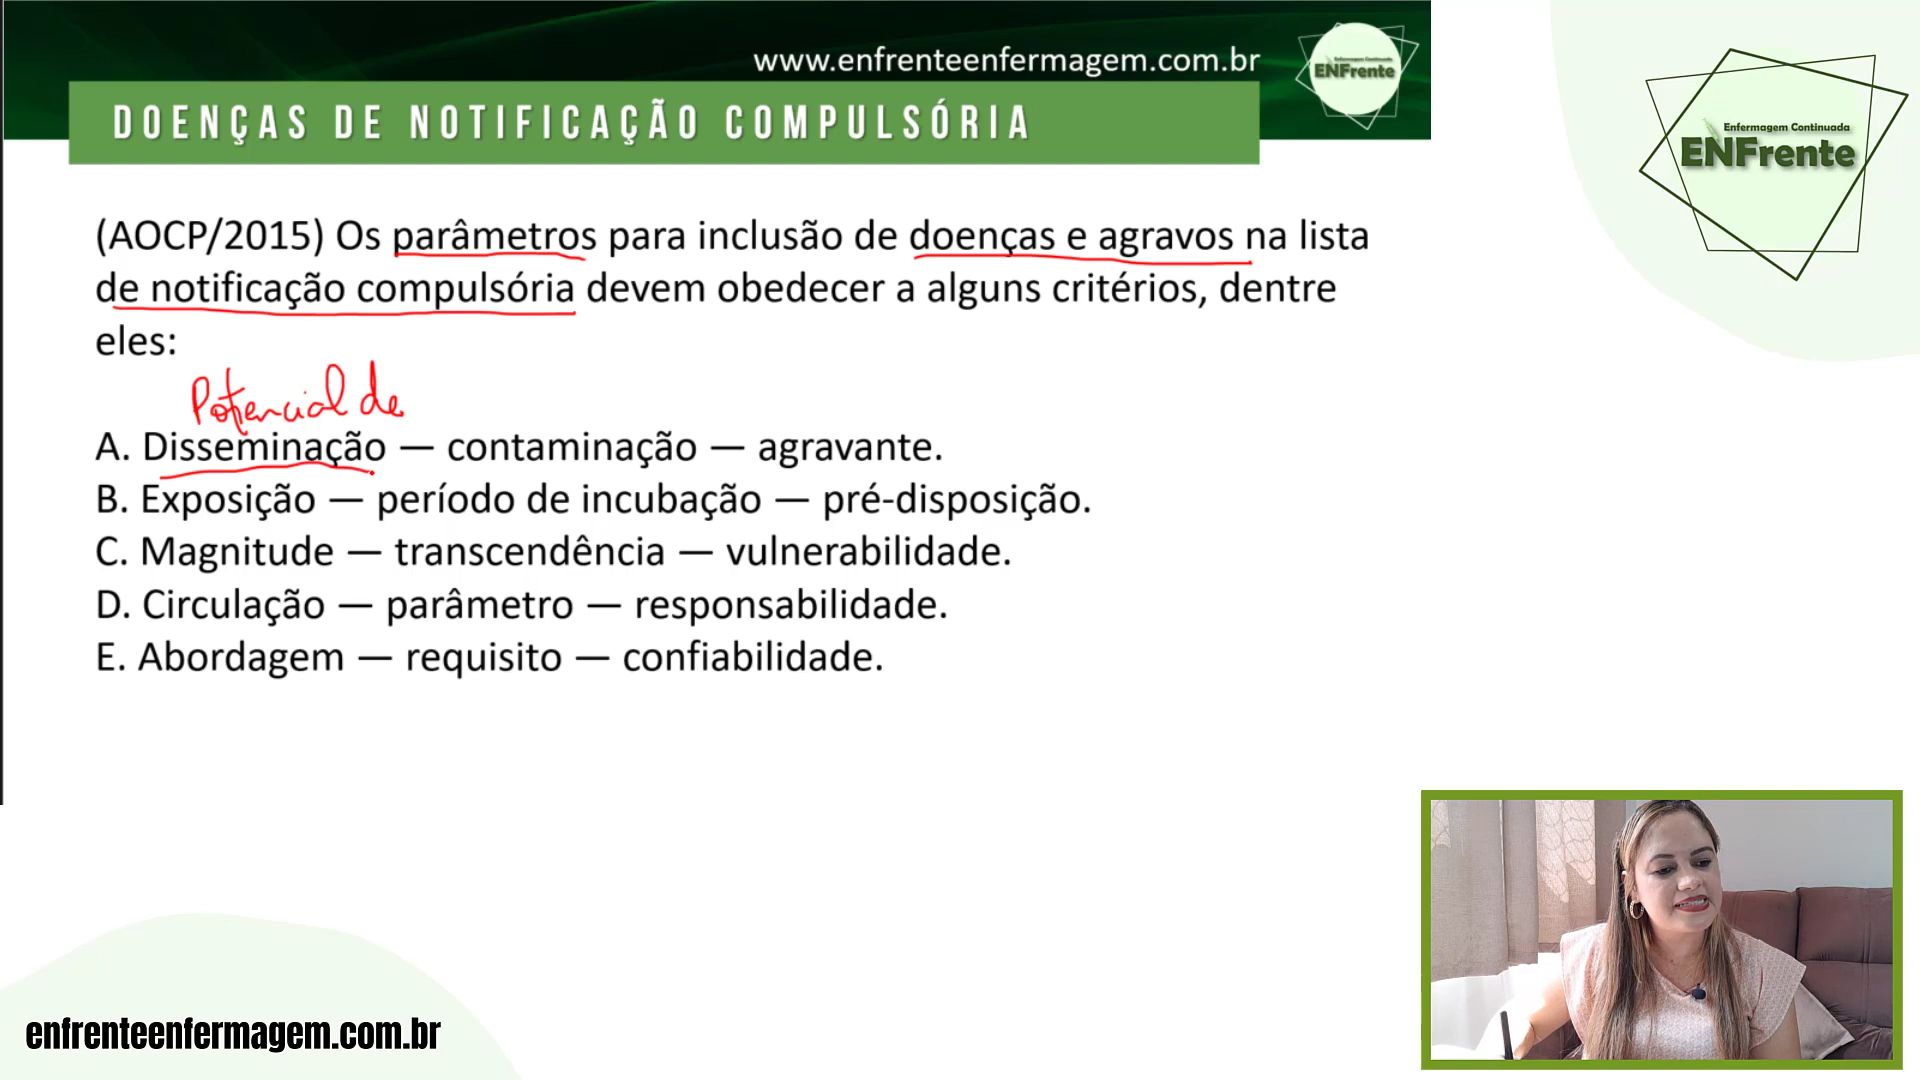 www.enfrenteenfermagem.com.br
Enfermagem Continuada
ENFrente
DOENÇAS DE NOTIFICAÇÃO COMPULSÓRIA
Enfermagem Continuada
ENFrente
(AOCP/2015) Os parâmetros para inclusão de doenças e agravos na lista
de notificação compulsória devem obedecer a alguns critérios, dentre
eles:
Potencial de
A. Disseminação — contaminação — agravante.
B. Exposição — período de incubação — pré-disposição.
C. Magnitude — transcendência — vulnerabilidade.
D. Circulação — parâmetro — responsabilidade.
E. Abordagem — requisito — confiabilidade.
enfrenteenfermagem.com.br